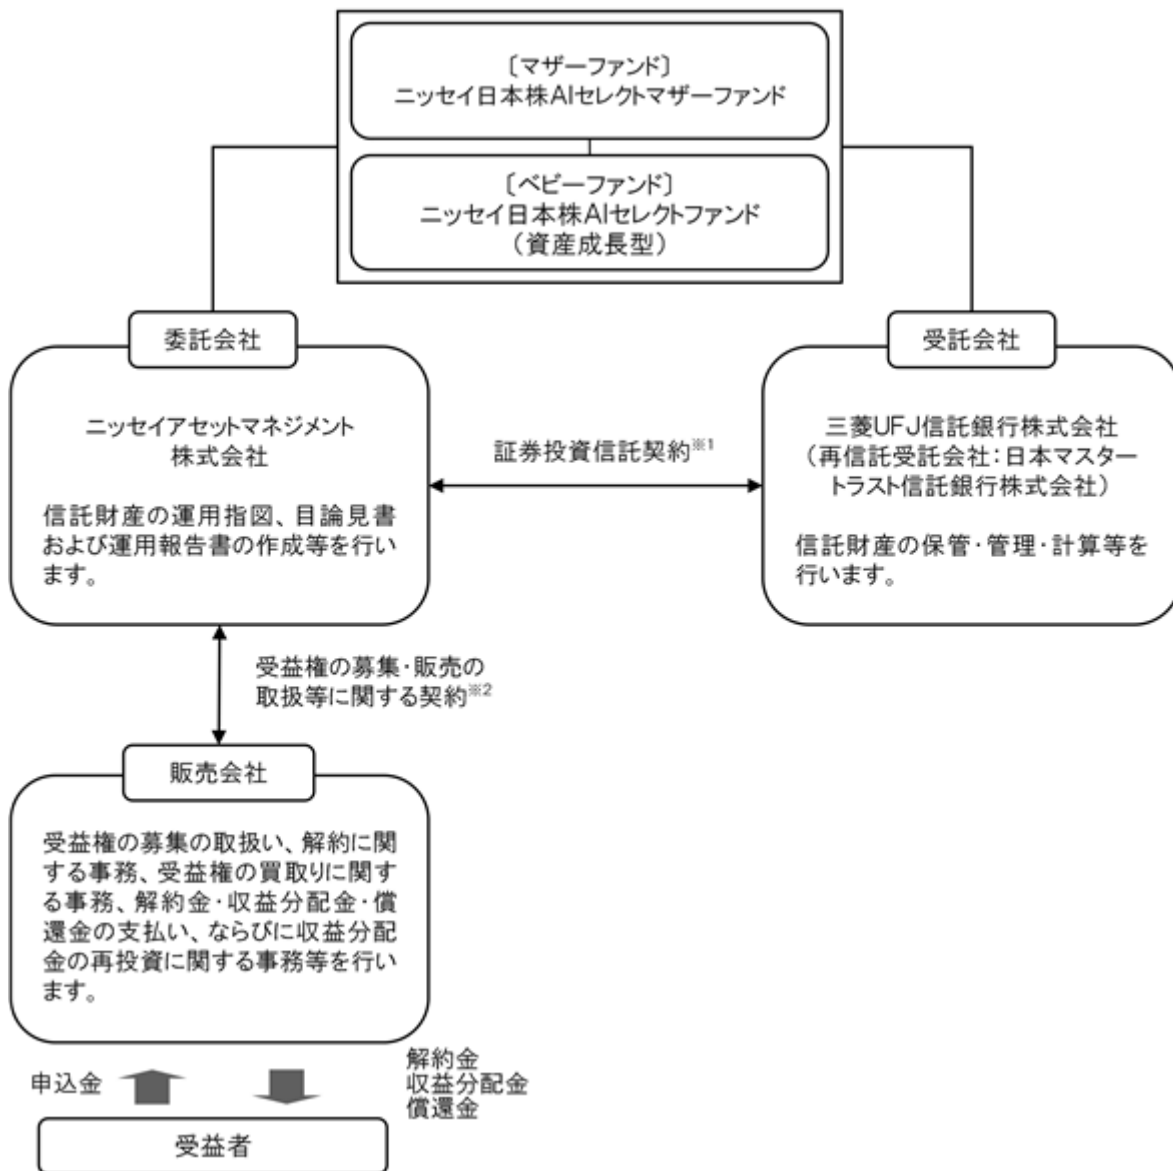 〔マザーファンド〕
ニッセイ日本株AIセレクトマザーファンド
〔ベビーファンド〕
ニッセイ日本株AIセレクトファンド
（資産成長型）
委託会社
ニッセイアセットマネジメント
株式会社
信託財産の運用指図、目論見書
および運用報告書の作成等を行い
ます。
証券投資信託契約※1
受託会社
三菱UFJ信託銀行株式会社
（再信託受託会社：日本マスター
トラスト信託銀行株式会社）
信託財産の保管・管理・計算等を
行います。
受益権の募集・販売の
取扱等に関する契約※2
販売会社
受益権の募集の取扱い、解約に関
する事務、受益権の買取りに関す
る事務、解約金・収益分配金・償
還金の支払い、ならびに収益分配
金の再投資に関する事務等を行い
ます。
申込金
解約金
収益分配金
償還金
受益者